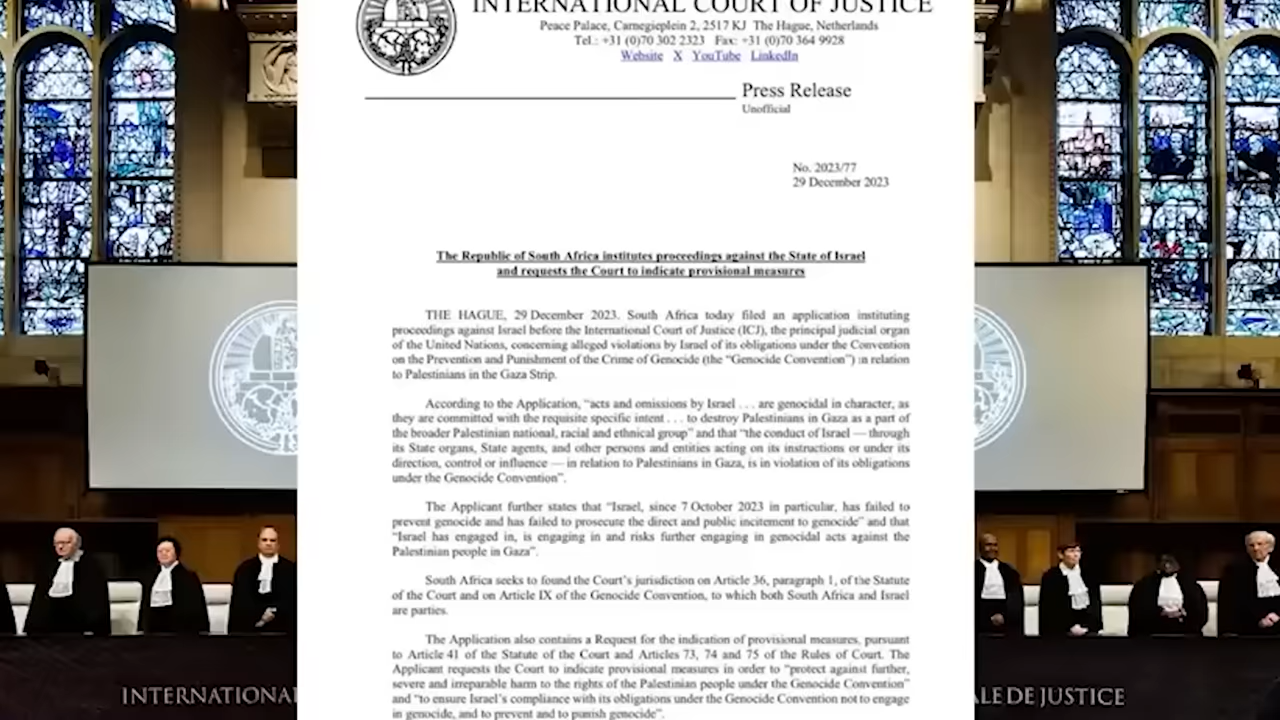 INTERNATIONAL COURT OF JUSTICE
Peace Palace, Carnegieplein 2, 2517 KJ The Hague, Netherlands
Tel.: +31 (0)70 302 2323 Fax: +31 (0)70 364 9928
Website X YouTube LinkedIn
Press Release
Unofficial
No. 2023/77
29 December 2023
The Republic of South Africa institutes proceedings against the State of Israel
and requests the Court to indicate provisional measures
THE HAGUE, 29 December 2023. South Africa today filed an application instituting
proceedings against Israel before the International Court of Justice (ICJ), the principal judicial organ
of the United Nations, concerning alleged violations by Israel of its obligations under the Convention
on the Prevention and Punishment of the Crime of Genocide (the “Genocide Convention”) in relation
to Palestinians in the Gaza Strip.
According to the Application, “acts and omissions by Israel . . . are genocidal in character, as
they are committed with the requisite specific intent . . . to destroy Palestinians in Gaza as a part of
the broader Palestinian national, racial and ethnical group” and that “the conduct of Israel — through
its State organs, State agents, and other persons and entities acting on its instructions or under its
direction, control or influence — in relation to Palestinians in Gaza, is in violation of its obligations
under the Genocide Convention”.
The Applicant further states that “Israel, since 7 October 2023 in particular, has failed to
prevent genocide and has failed to prosecute the direct and public incitement to genocide” and that
“Israel has engaged in, is engaging in and risks further engaging in genocidal acts against the
Palestinian people in Gaza”.
South Africa seeks to found the Court’s jurisdiction on Article 36, paragraph 1, of the Statute
of the Court and on Article IX of the Genocide Convention, to which both South Africa and Israel
are parties.
The Application also contains a Request for the indication of provisional measures, pursuant
to Article 41 of the Statute of the Court and Articles 73, 74 and 75 of the Rules of Court. The
Applicant requests the Court to indicate provisional measures in order to “protect against further,
severe and irreparable harm to the rights of the Palestinian people under the Genocide Convention”
and “to ensure Israel’s compliance with its obligations under the Genocide Convention not to engage
in genocide, and to prevent and to punish genocide”.
INTERNATIONAL
ALE DE JUSTICE